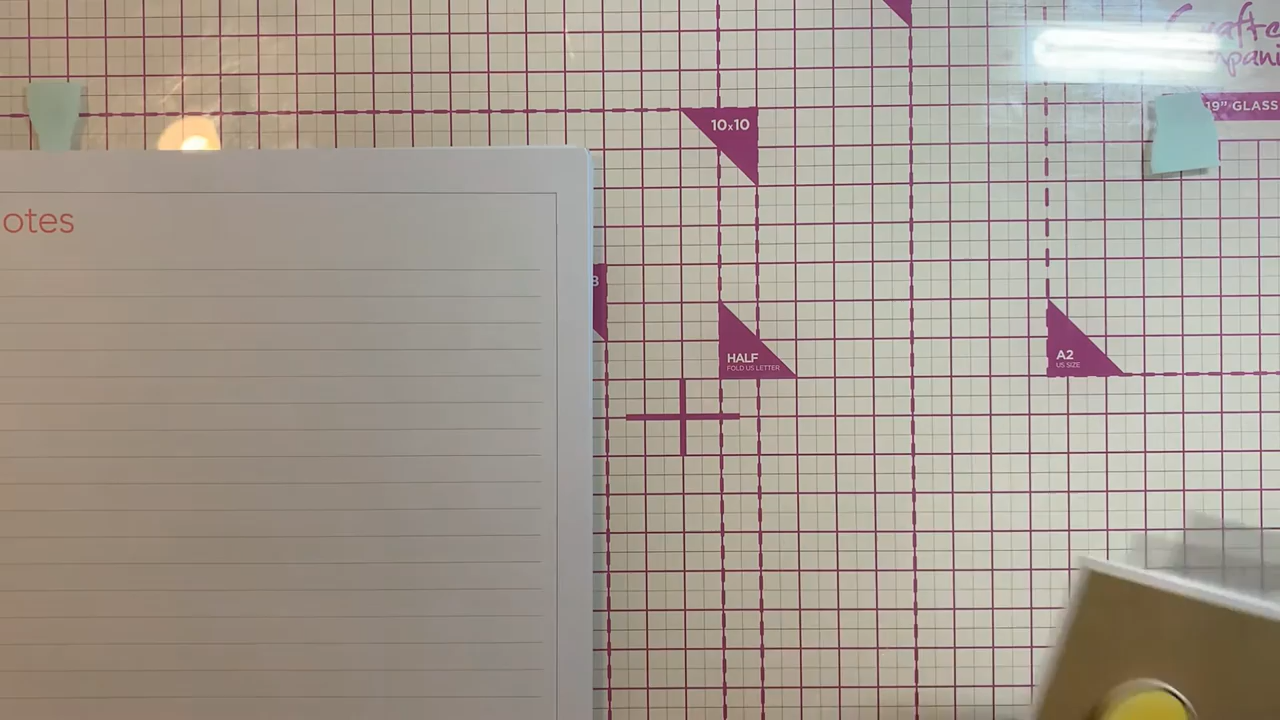 otes
10x10
HALF
FOLD US LETTER
A2
US SIZE
19" GLASS